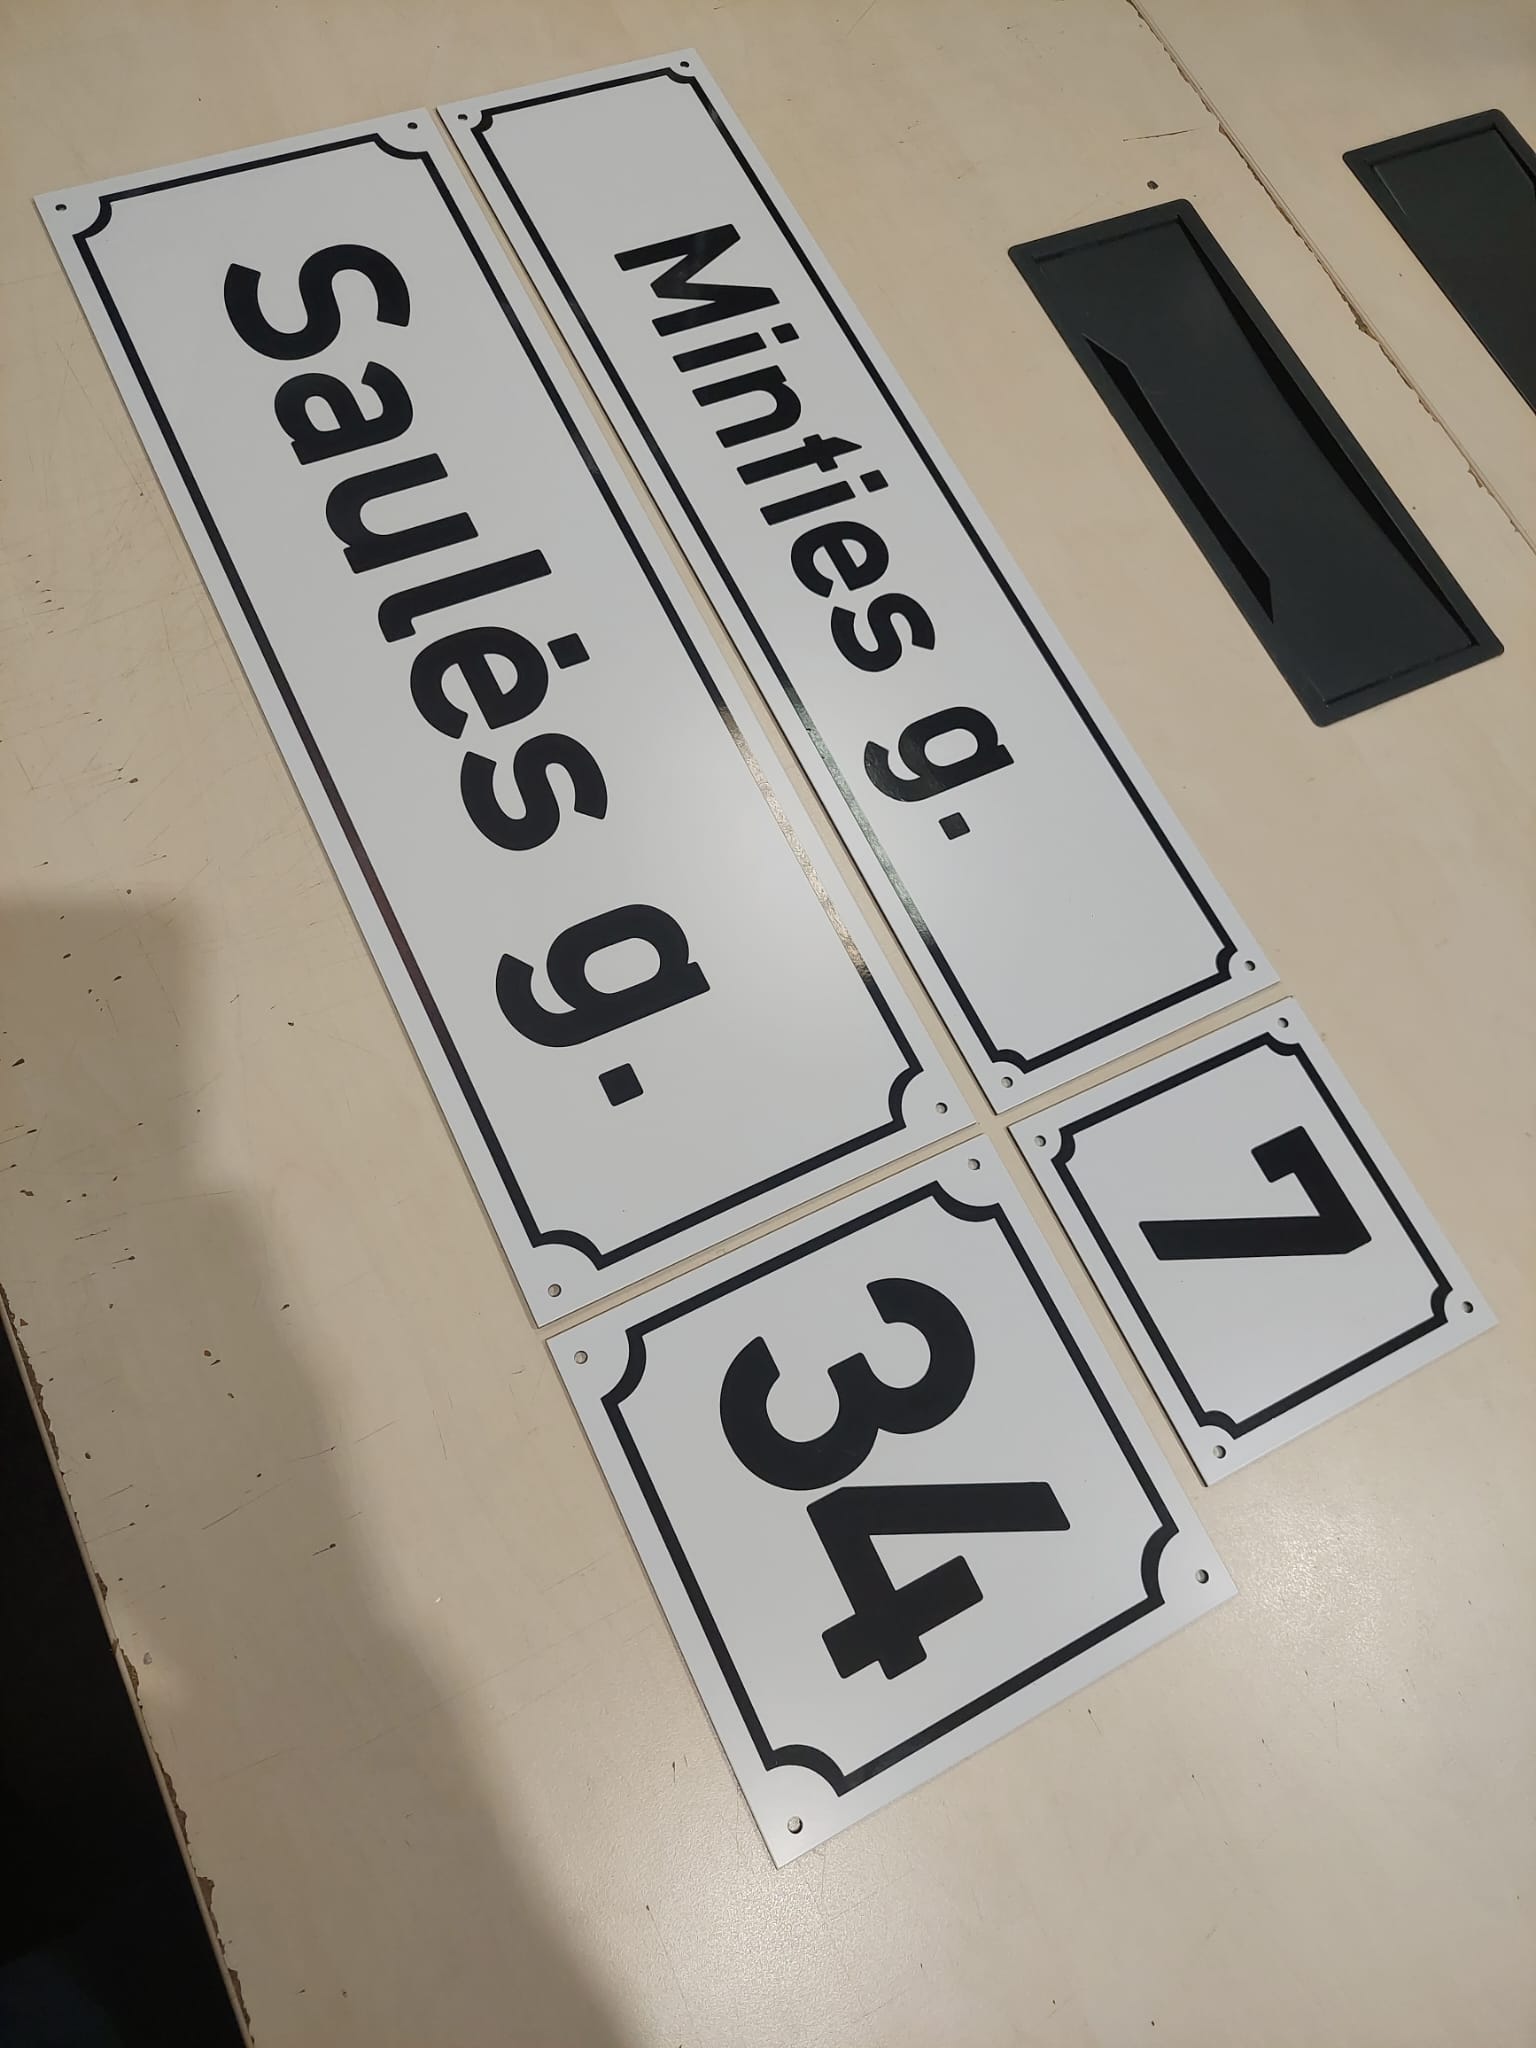 Minties g.
7
Saulės g.
34